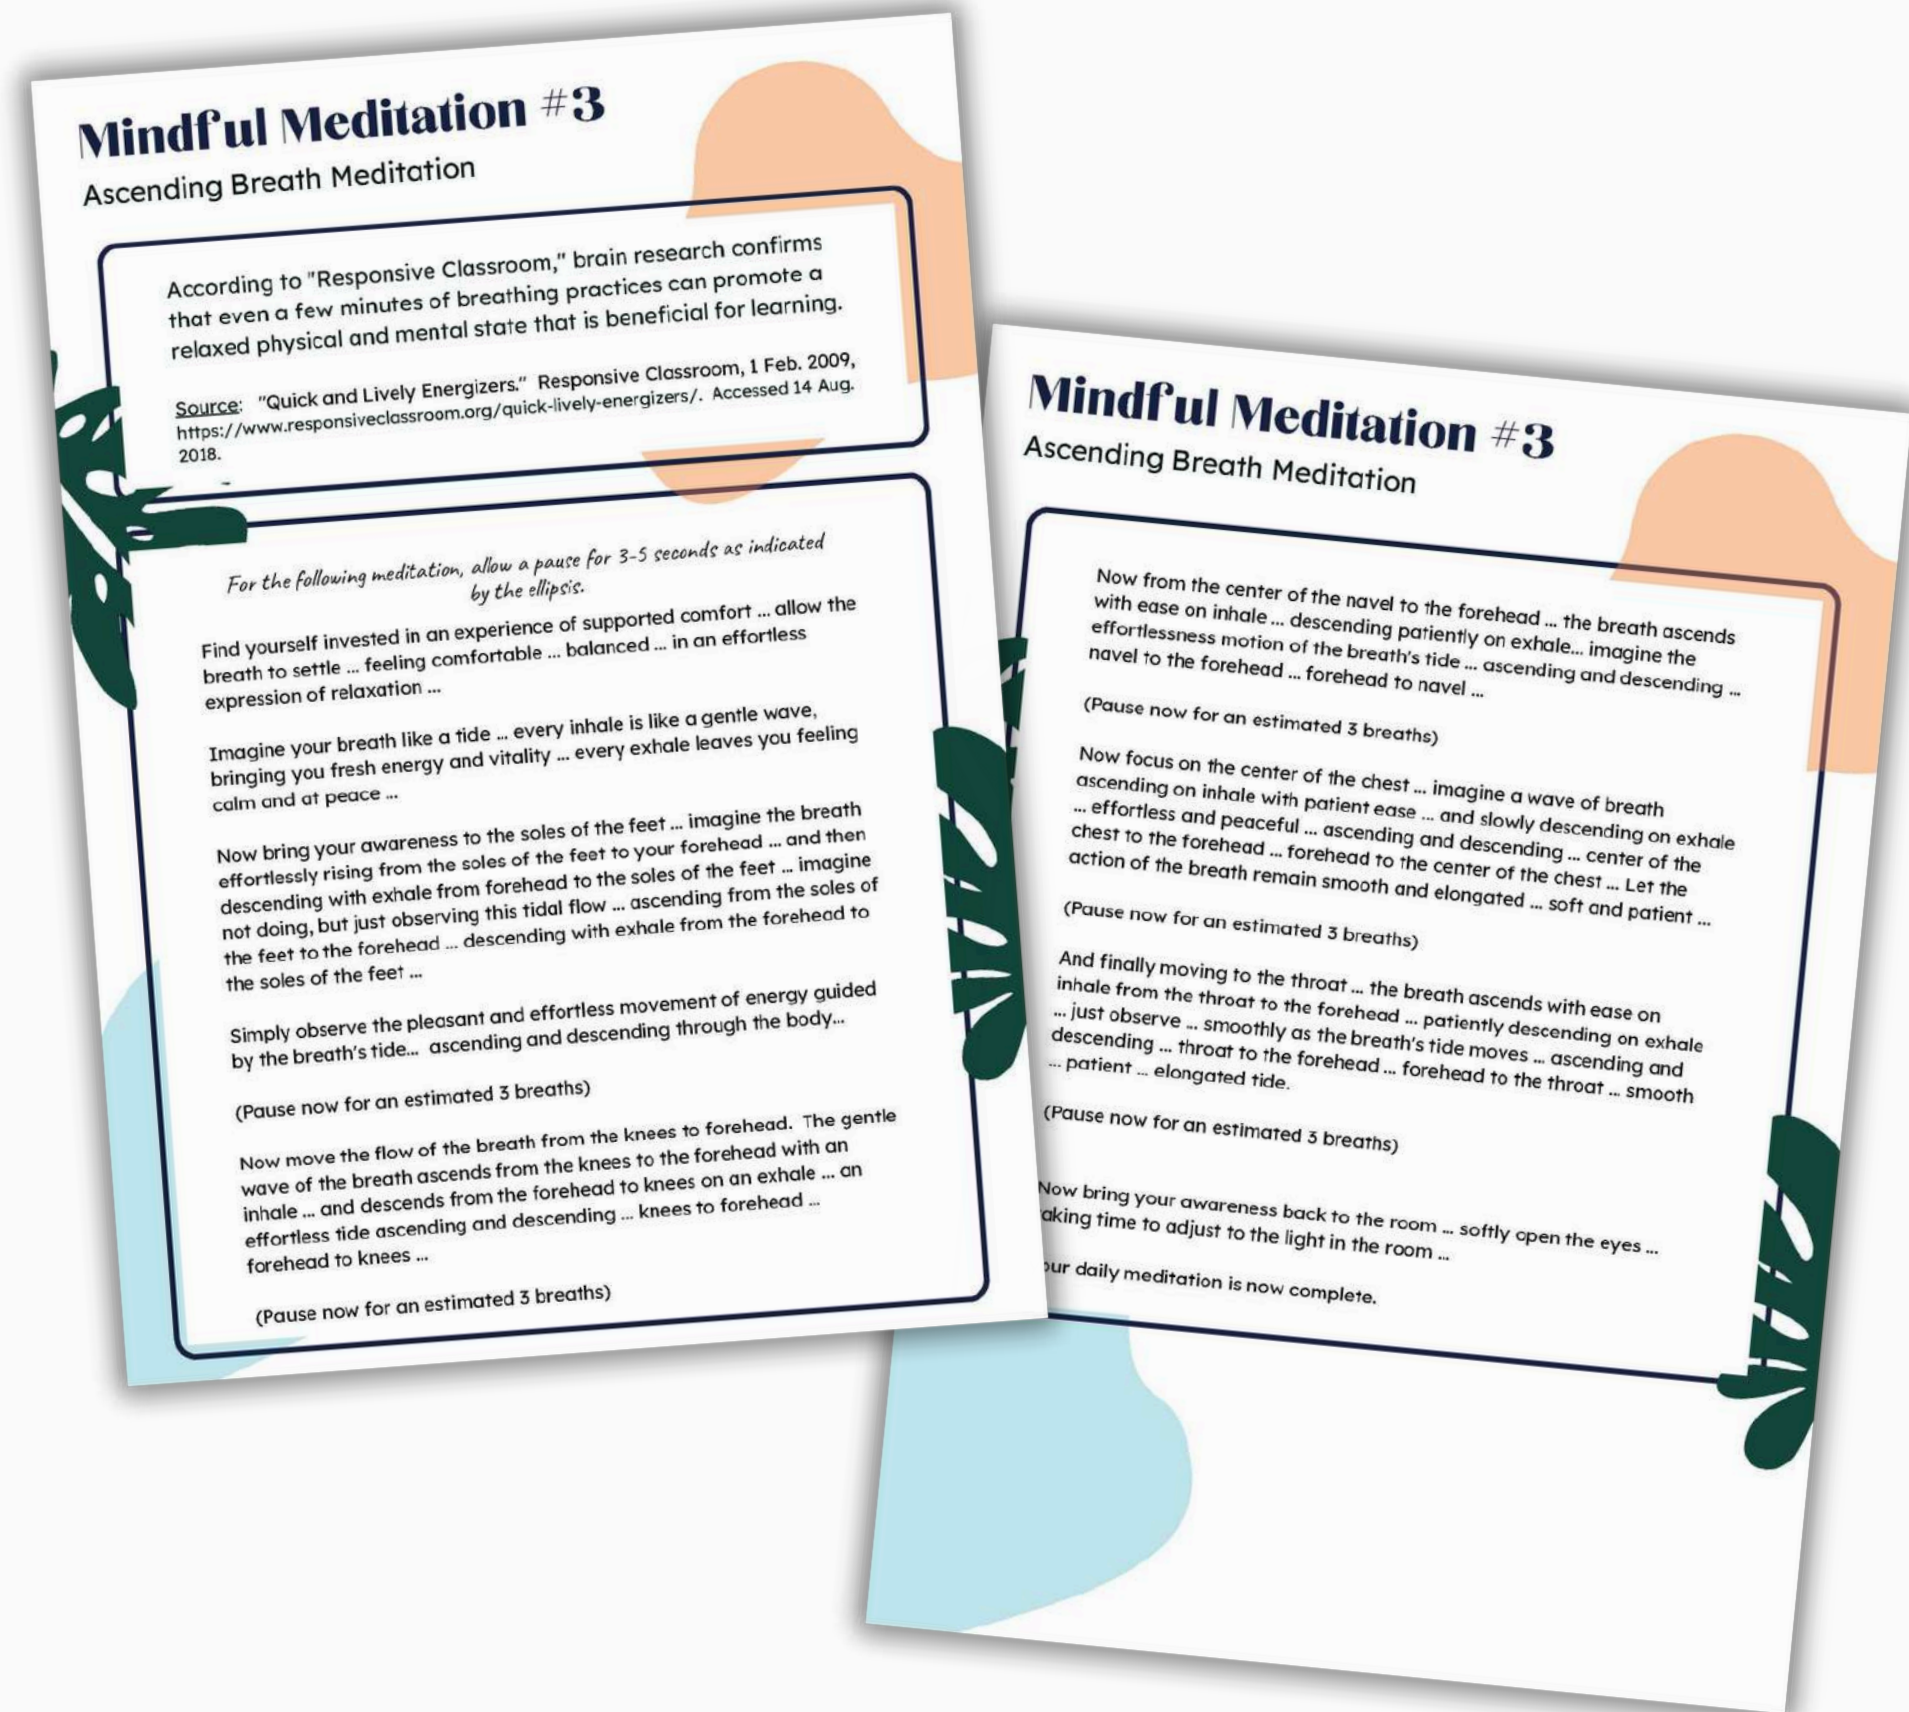 Mindful Meditation #3
Ascending Breath Meditation
According to "Responsive Classroom," brain research confirms
that even a few minutes of breathing practices can promote a
relaxed physical and mental state that is beneficial for learning.
Source: "Quick and Lively Energizers." Responsive Classroom, 1 Feb. 2009,
https://www.responsiveclassroom.org/quick-lively-energizers/. Accessed 14 Aug.
2018.
For the following meditation, allow a pause for 3-5 seconds as indicated
by the ellipsis.
Find yourself invested in an experience of supported comfort ... allow the
breath to settle ... feeling comfortable ... balanced ... in an effortless
expression of relaxation ...
Imagine your breath like a tide ... every inhale is like a gentle wave,
bringing you fresh energy and vitality ... every exhale leaves you feeling
calm and at peace ...
Now bring your awareness to the soles of the feet ... imagine the breath
effortlessly rising from the soles of the feet to your forehead ... and then
descending with exhale from forehead to the soles of the feet ... imagine
not doing, but just observing this tidal flow ... ascending from the soles of
the feet to the forehead ... descending with exhale from the forehead to
the soles of the feet ...
Simply observe the pleasant and effortless movement of energy guided
by the breath's tide... ascending and descending through the body...
(Pause now for an estimated 3 breaths)
Now move the flow of the breath from the knees to forehead. The gentle
wave of the breath ascends from the knees to the forehead with an
inhale ... and descends from the forehead to knees on an exhale ... an
effortless tide ascending and descending ... knees to forehead ...
forehead to knees ...
(Pause now for an estimated 3 breaths)
Mindful Meditation #3
Ascending Breath Meditation
Now from the center of the navel to the forehead ... the breath ascends
with ease on inhale ... descending patiently on exhale... imagine the
effortlessness motion of the breath's tide ... ascending and descending ...
navel to the forehead ... forehead to navel ...
(Pause now for an estimated 3 breaths)
Now focus on the center of the chest ... imagine a wave of breath
ascending on inhale with patient ease ... and slowly descending on exhale
... effortless and peaceful ... ascending and descending ... center of the
chest to the forehead ... forehead to the center of the chest ... Let the
action of the breath remain smooth and elongated ... soft and patient ...
(Pause now for an estimated 3 breaths)
And finally moving to the throat ... the breath ascends with ease on
inhale from the throat to the forehead ... patiently descending on exhale
... just observe ... smoothly as the breath's tide moves ... ascending and
descending ... throat to the forehead ... forehead to the throat ... smooth
... patient ... elongated tide.
(Pause now for an estimated 3 breaths)
Now bring your awareness back to the room ... softly open the eyes ...
aking time to adjust to the light in the room ...
our daily meditation is now complete.